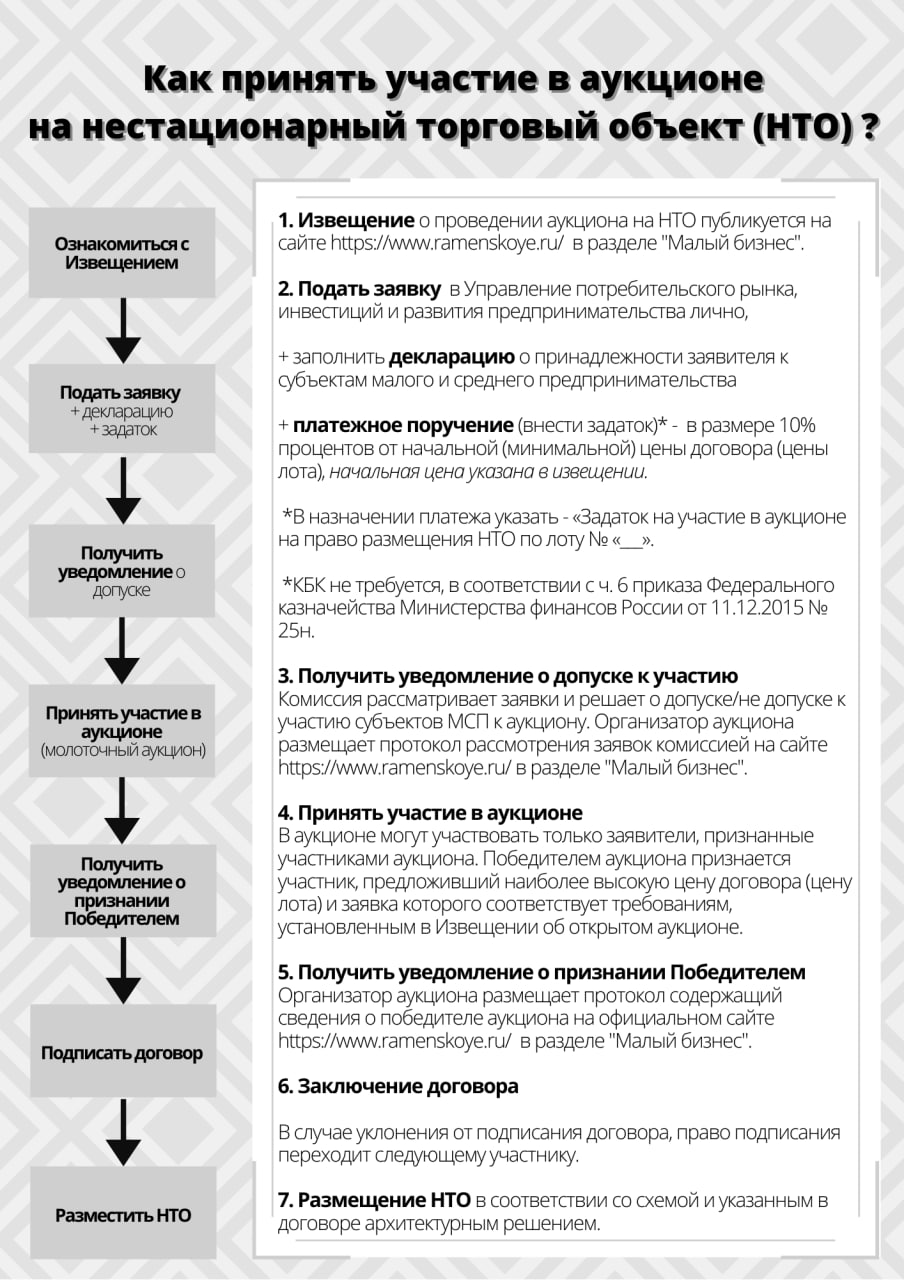 Как принять участие в аукционе
на нестационарный торговый объект (НТО) ?
Ознакомиться с
Извещением
Подать заявку
+ декларацию
+ задаток
Получить
уведомление о
допуске
Принять участие в
аукционе
(молоточный аукцион)
Получить
уведомление о
признании
Победителем
Подписать договор
Разместить НТО
1. Извещение о проведении аукциона на НТО публикуется на
сайте https://www.ramenskoye.ru/ в разделе "Малый бизнес".
2. Подать заявку в Управление потребительского рынка,
инвестиций и развития предпринимательства лично,
+ заполнить декларацию о принадлежности заявителя к
субъектам малого и среднего предпринимательства
+ платежное поручение (внести задаток)* - в размере 10%
процентов от начальной (минимальной) цены договора (цены
лота), начальная цена указана в извещении.
*В назначении платежа указать - «Задаток на участие в аукционе
на право размещения НТО по лоту № «__».
*КБК не требуется, в соответствии с ч. 6 приказа Федерального
казначейства Министерства финансов России от 11.12.2015 №
25н.
3. Получить уведомление о допуске к участию
Комиссия рассматривает заявки и решает о допуске/не допуске к
участию субъектов МСП к аукциону. Организатор аукциона
размещает протокол рассмотрения заявок комиссией на сайте
https://www.ramenskoye.ru/ в разделе "Малый бизнес".
4. Принять участие в аукционе
В аукционе могут участвовать только заявители, признанные
участниками аукциона. Победителем аукциона признается
участник, предложивший наиболее высокую цену договора (цену
лота) и заявка которого соответствует требованиям,
установленным в Извещении об открытом аукционе.
5. Получить уведомление о признании Победителем
Организатор аукциона размещает протокол содержащий
сведения о победителе аукциона на официальном сайте
https://www.ramenskoye.ru/ в разделе "Малый бизнес".
6. Заключение договора
В случае уклонения от подписания договора, право подписания
переходит следующему участнику.
7. Размещение НТО в соответствии со схемой и указанным в
договоре архитектурным решением.